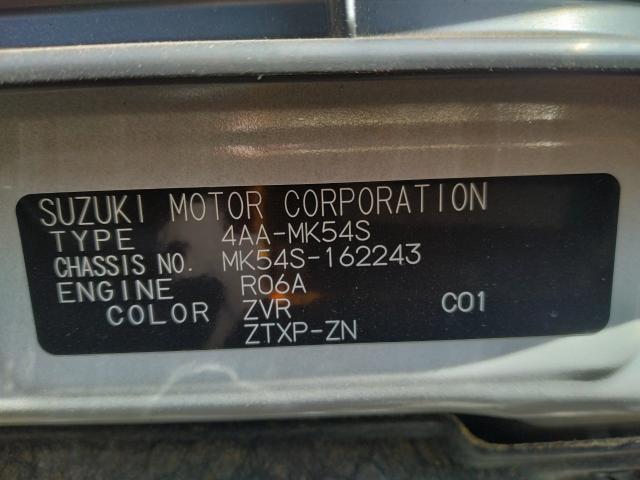 SUZUKI MOTOR CORPORATION
TYPE 4AA-MK54S
CHASSIS NO. MK54S-162243
ENGINE R06A
COLOR ZVR C01
ZTXP-ZN